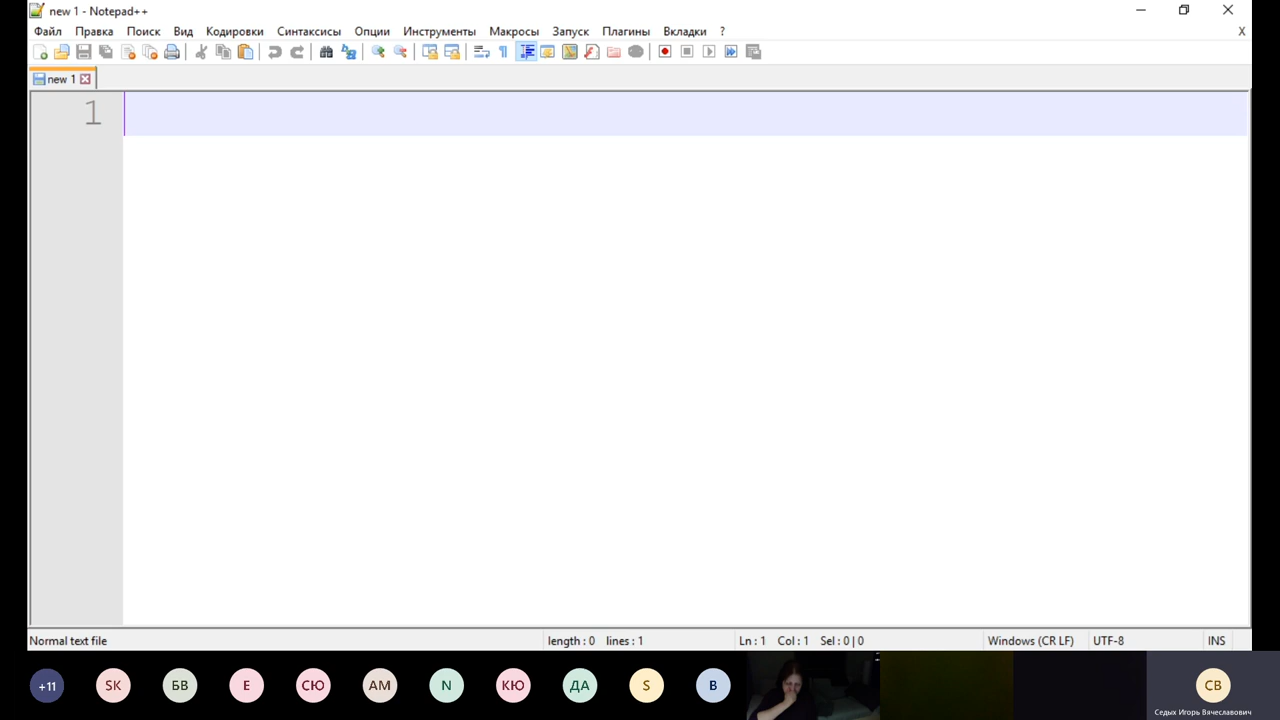 new 1 - Notepad++
Файл Правка Поиск Вид Кодировки Синтаксисы Опции Инструменты Макросы Запуск Плагины Вкладки ? X
new 1
1
Normal text file length : 0 lines : 1 Ln : 1 Col : 1 Sel : 0 | 0 Windows (CR LF) UTF-8 INS
+11 SK БВ Е СЮ АМ N КЮ ДА S В СВ
Седых Игорь Вячеславович